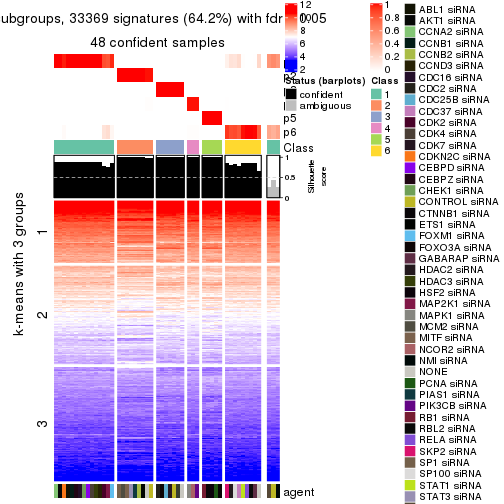 ubgroups, 33369 signatures (64.2%) with fdr 0.05
48 confident samples
p5
p6
Class
1
0.5
0
Silhouette
score
k-means with 3 groups
1
2
3
agent
12
10
8
6
4
2
Status (barplots)
confident
ambiguous
1
0.8
0.6
0.4
0.2
0
Class
1
2
3
4
5
6
ABL1 siRNA
AKT1 siRNA
CCNA2 siRNA
CCNB1 siRNA
CCNB2 siRNA
CCND3 siRNA
CDC16 siRNA
CDC2 siRNA
CDC25B siRNA
CDC37 siRNA
CDK2 siRNA
CDK4 siRNA
CDK7 siRNA
CDKN2C siRNA
CEBPD siRNA
CEBPZ siRNA
CHEK1 siRNA
CONTROL siRNA
CTNNB1 siRNA
ETS1 siRNA
FOXM1 siRNA
FOXO3A siRNA
GABARAP siRNA
HDAC2 siRNA
HDAC3 siRNA
HSF2 siRNA
MAP2K1 siRNA
MAPK1 siRNA
MCM2 siRNA
MITF siRNA
NCOR2 siRNA
NMI siRNA
NONE
PCNA siRNA
PIAS1 siRNA
PIK3CB siRNA
RB1 siRNA
RBL2 siRNA
RELA siRNA
SKP2 siRNA
SP1 siRNA
SP100 siRNA
STAT1 siRNA
STAT3 siRNA